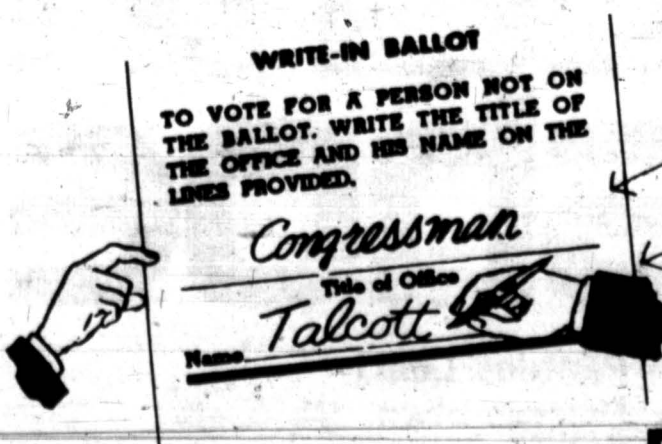 WRITE-IN BALLOT
TO VOTE FOR A PERSON NOT ON
THE BALLOT. WRITE THE TITLE OF
THE OFFICE AND HIS NAME ON THE
LINES PROVIDED.
Congressman
Title of Office
Talcott
Name